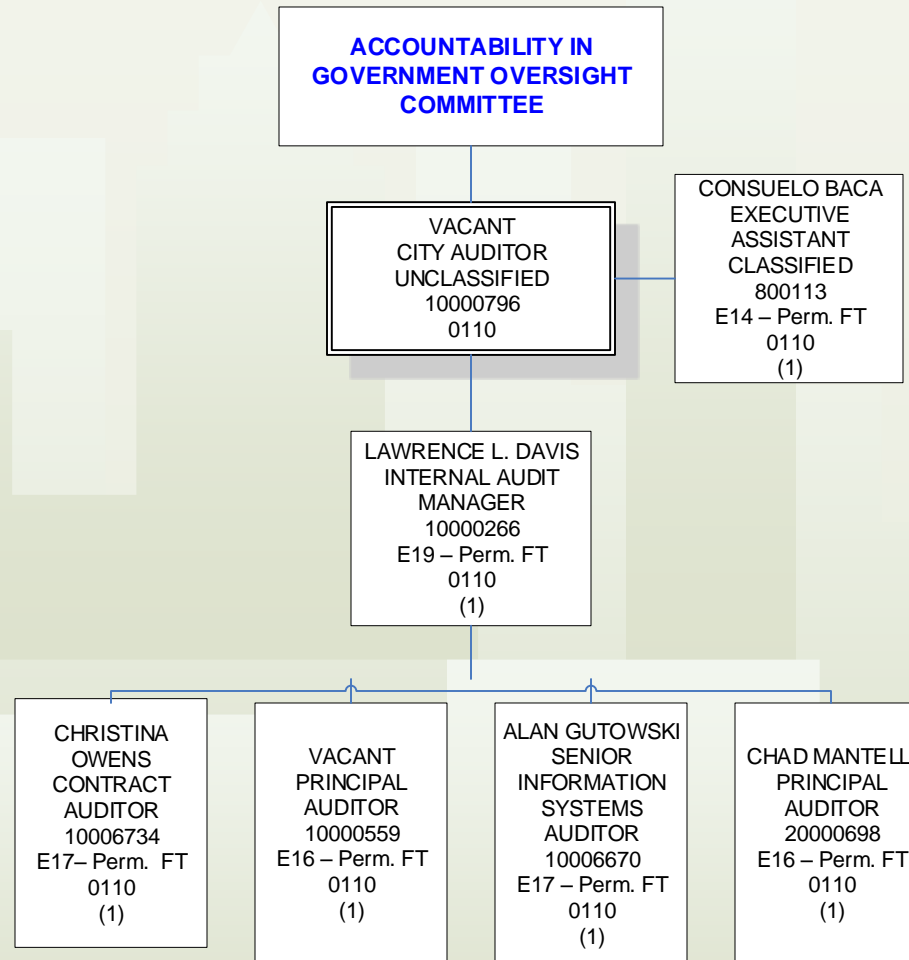 ACCOUNTABILITY IN
GOVERNMENT OVERSIGHT
COMMITTEE
VACANT
CITY AUDITOR
UNCLASSIFIED
10000796
0110
CONSUELO BACA
EXECUTIVE
ASSISTANT
CLASSIFIED
800113
E14 – Perm. FT
0110
(1)
LAWRENCE L. DAVIS
INTERNAL AUDIT
MANAGER
10000266
E19 – Perm. FT
0110
(1)
CHRISTINA
OWENS
CONTRACT
AUDITOR
10006734
E17– Perm. FT
0110
(1)
VACANT
PRINCIPAL
AUDITOR
10000559
E16 – Perm. FT
0110
(1)
ALAN GUTOWSKI
SENIOR
INFORMATION
SYSTEMS
AUDITOR
10006670
E17 – Perm. FT
0110
(1)
CHAD MANTELL
PRINCIPAL
AUDITOR
20000698
E16 – Perm. FT
0110
(1)